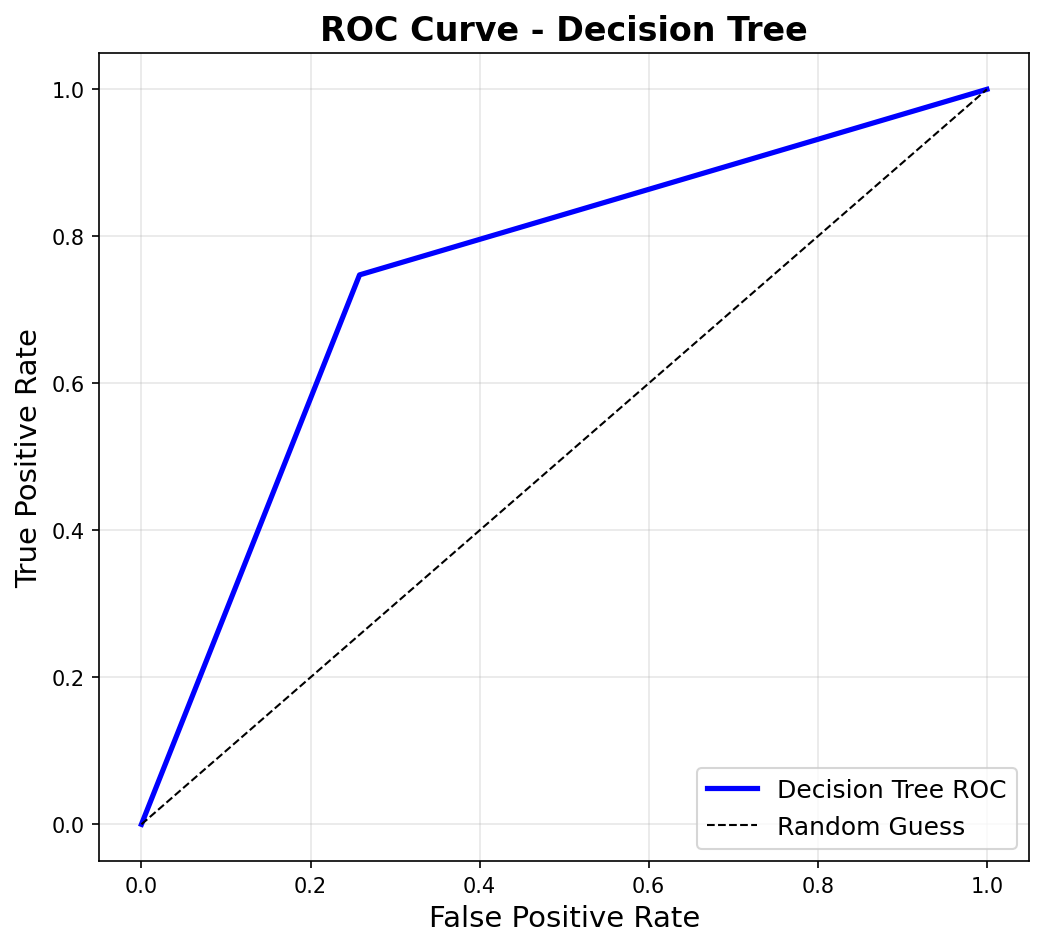 ROC Curve - Decision Tree
True Positive Rate
1.0
0.8
0.6
0.4
0.2
0.0
0.0 0.2 0.4 0.6 0.8 1.0
False Positive Rate
Decision Tree ROC
Random Guess